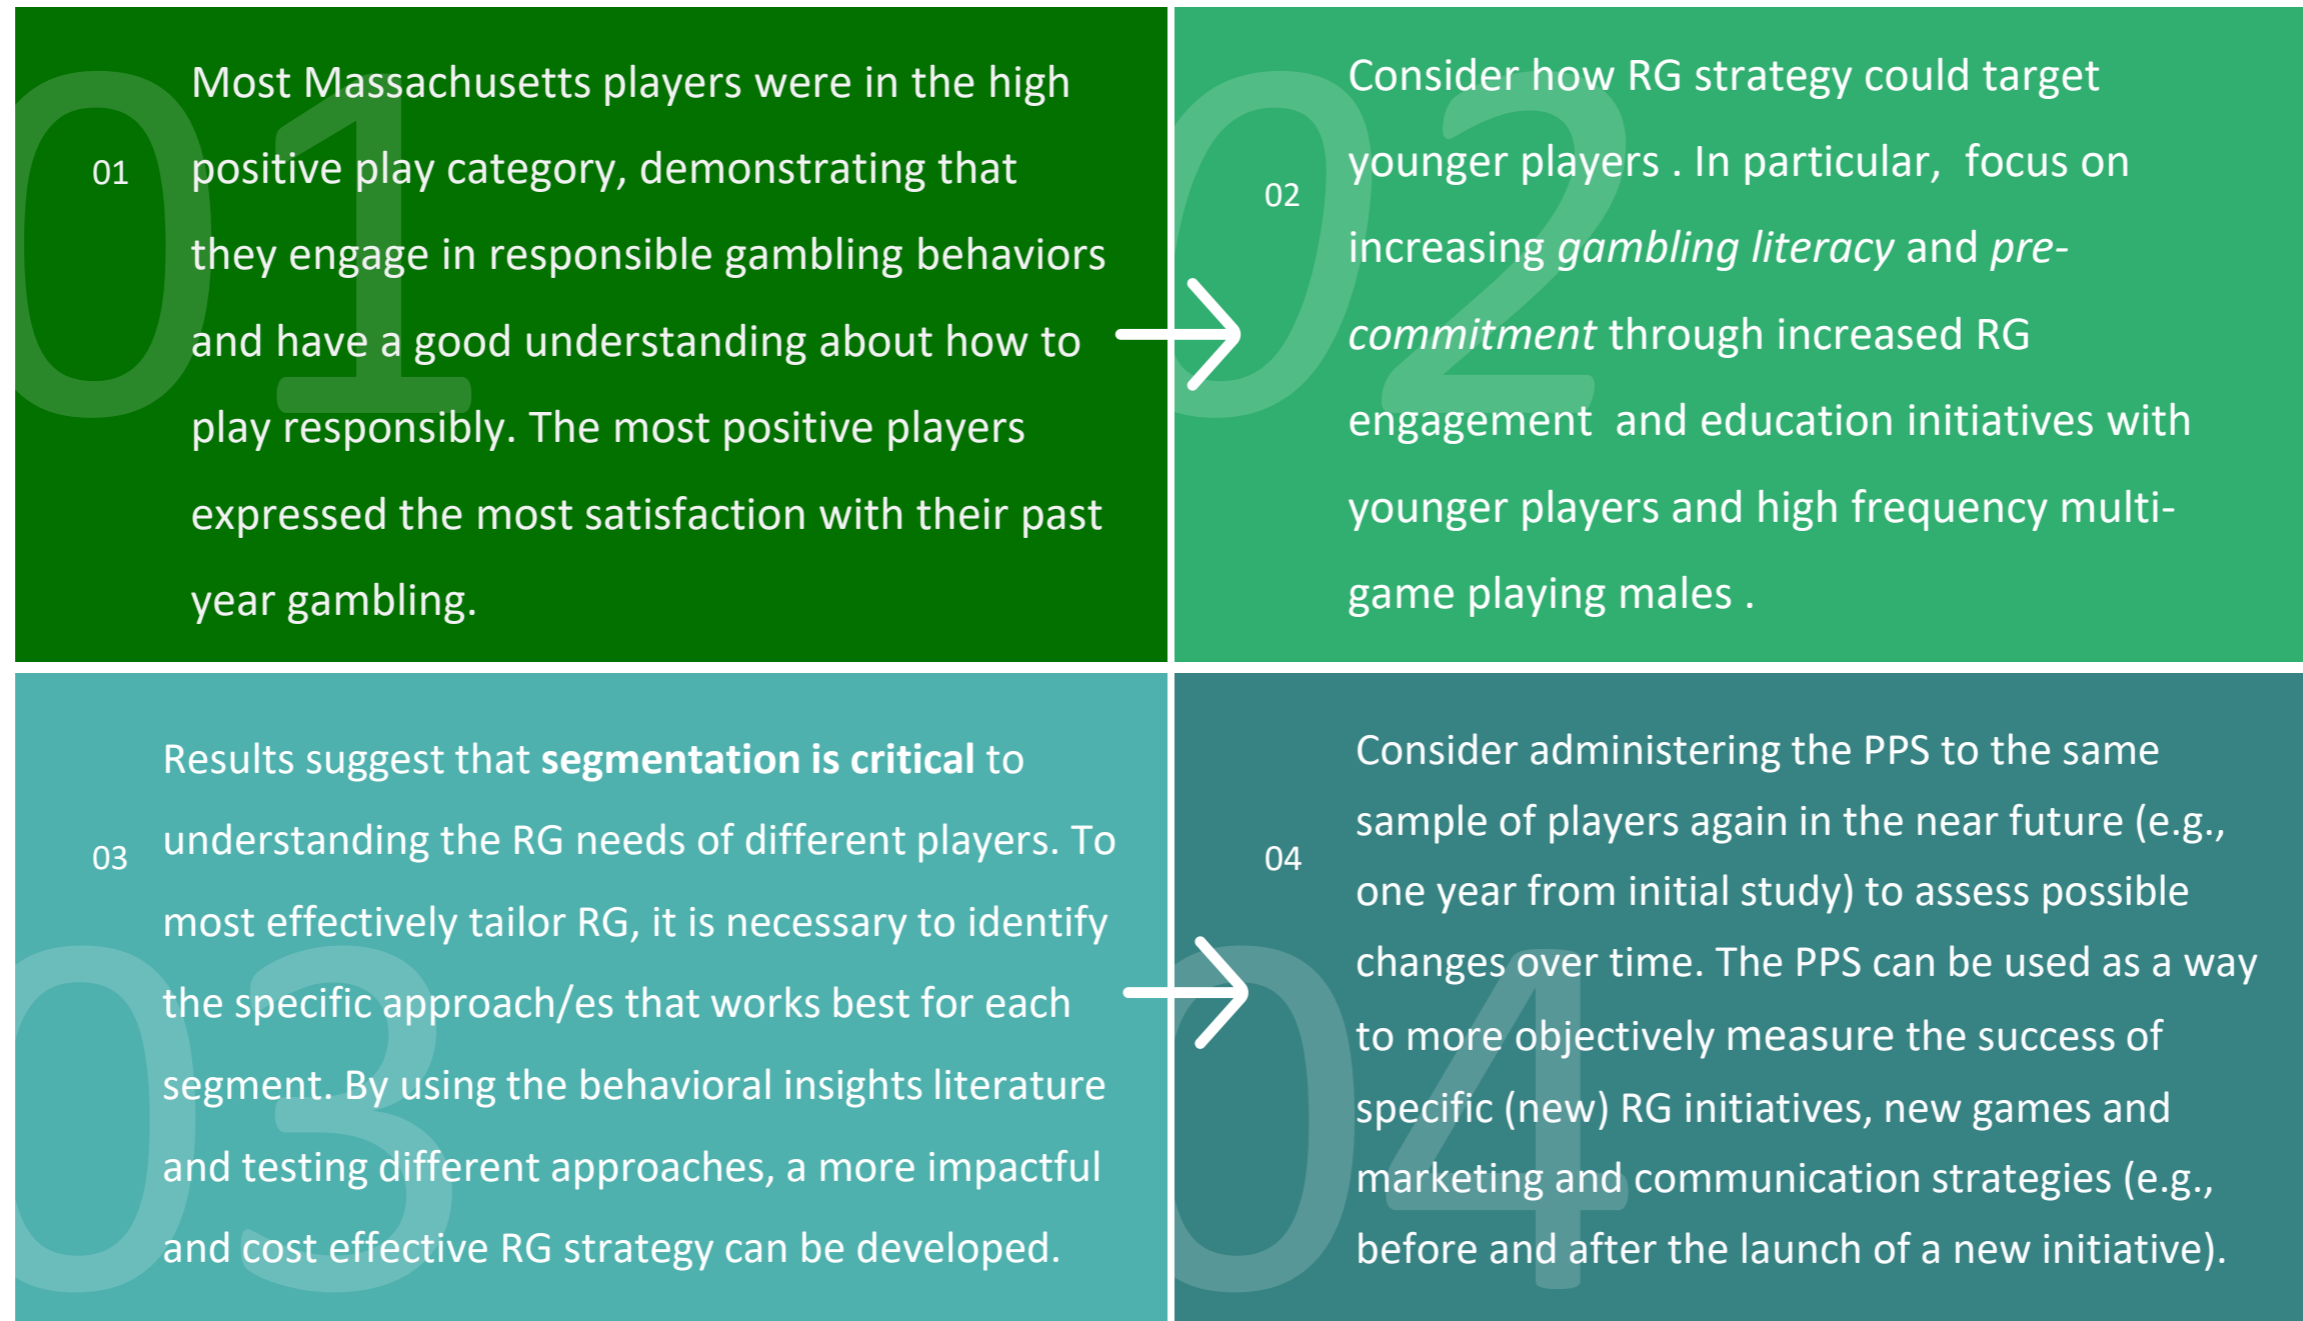 01
Most Massachusetts players were in the high
positive play category, demonstrating that
01
they engage in responsible gambling behaviors
and have a good understanding about how to
play responsibly. The most positive players
expressed the most satisfaction with their past
year gambling.
02
Consider how RG strategy could target
younger players . In particular,  focus on
02
increasing gambling literacy and pre-
commitment through increased RG
engagement  and education initiatives with
younger players and high frequency multi-
game playing males .
Results suggest that segmentation is critical to
understanding the RG needs of different players. To
03
most effectively tailor RG, it is necessary to identify
the specific approach/es that works best for each
segment. By using the behavioral insights literature
and testing different approaches, a more impactful
and cost effective RG strategy can be developed.
03
Consider administering the PPS to the same
sample of players again in the near future (e.g.,
04
one year from initial study) to assess possible
changes over time. The PPS can be used as a way
to more objectively measure the success of
specific (new) RG initiatives, new games and
marketing and communication strategies (e.g.,
before and after the launch of a new initiative).
04